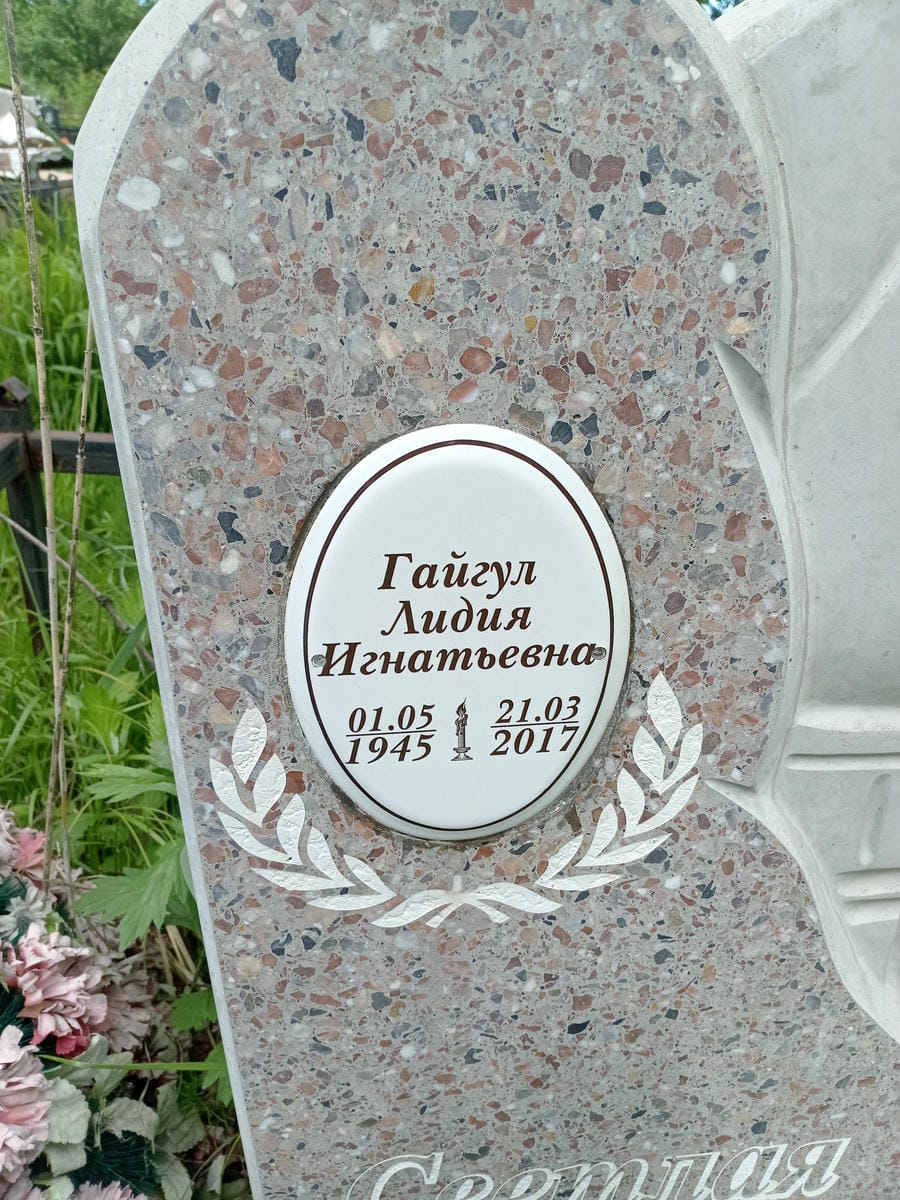 Гайгул
Лидия
Игнатьевна
01.05 21.03
1945 2017
Светлая